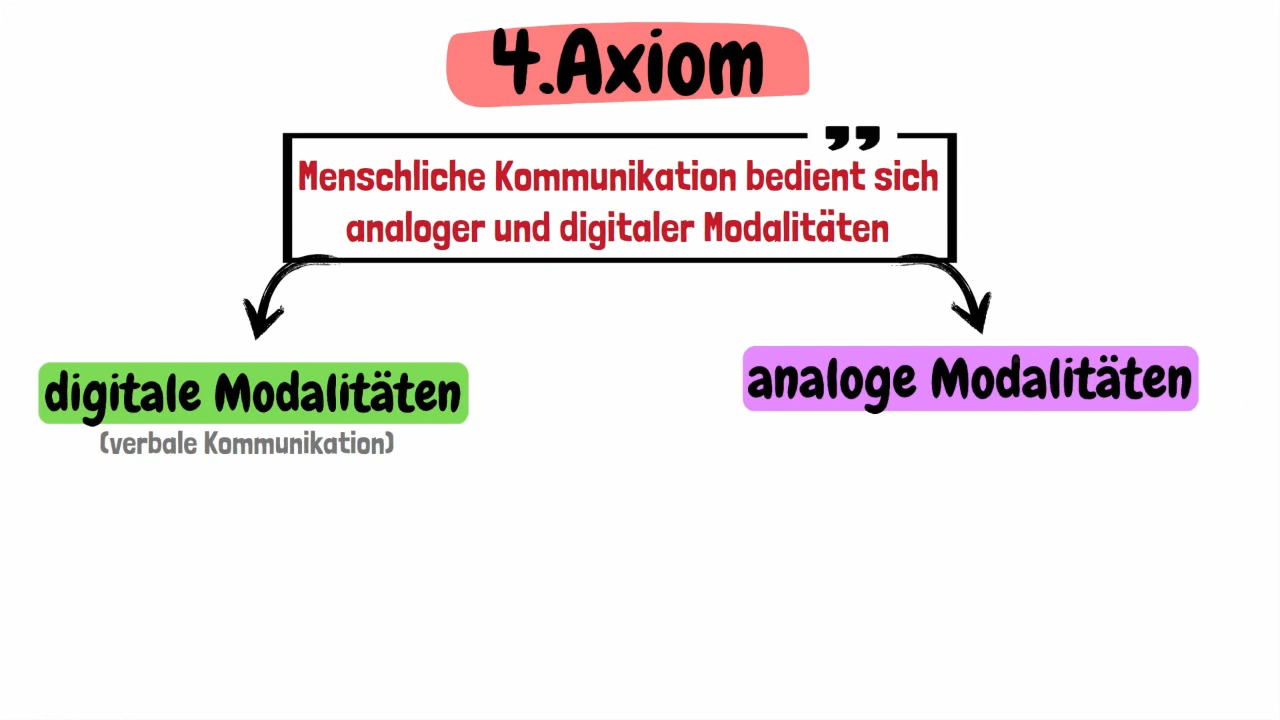 4.Axiom
”
Menschliche Kommunikation bedient sich
analoger und digitaler Modalitäten
digitale Modalitäten
(verbale Kommunikation)
analoge Modalitäten